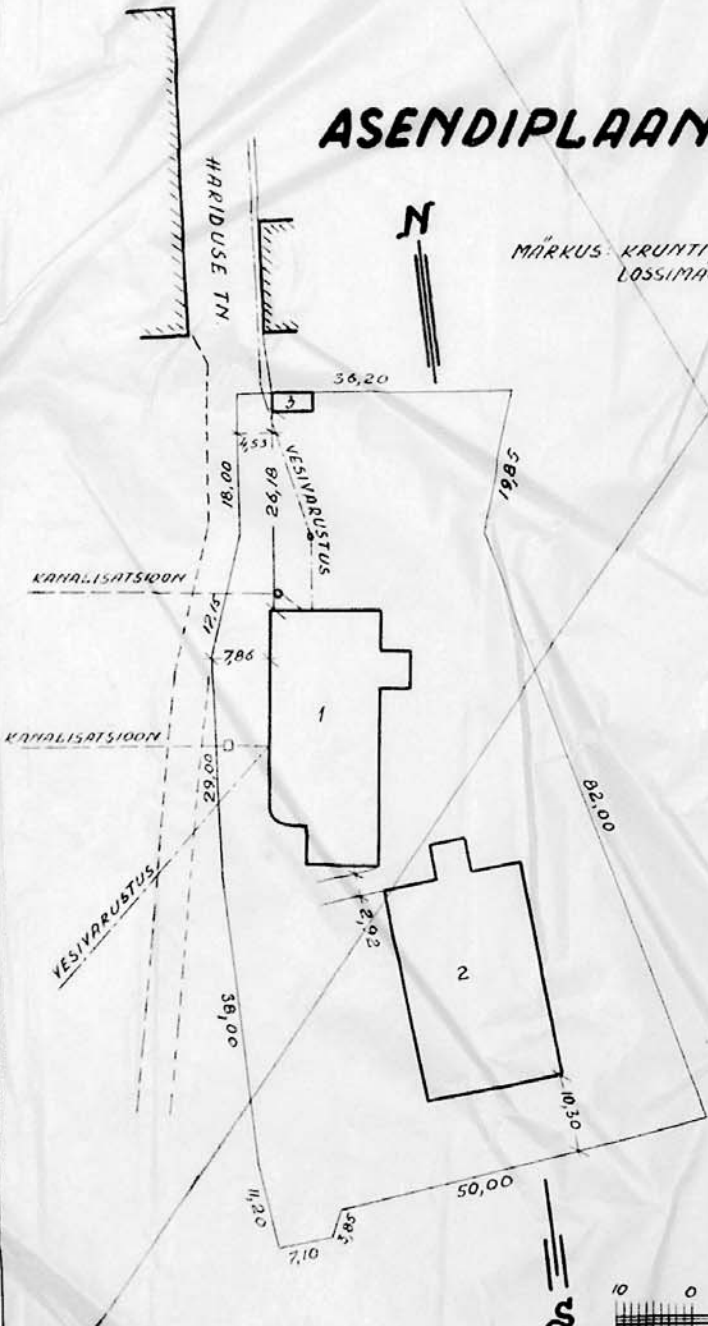 ASENDIPLAAN
HARIDUSE TN.
N
MÄRKUS: KRUNTI
LOSSIMA
36,20
3
4,53
18,00
29,18
VESIVARUSTUS
19,85
KANALISATSIOON
12,15
7,86
1
KANALISATSIOON
29,00
82,00
VESIVARUSTUS
2,92
2
38,00
10,30
11,20
50,00
3,85
7,10
S
10 0